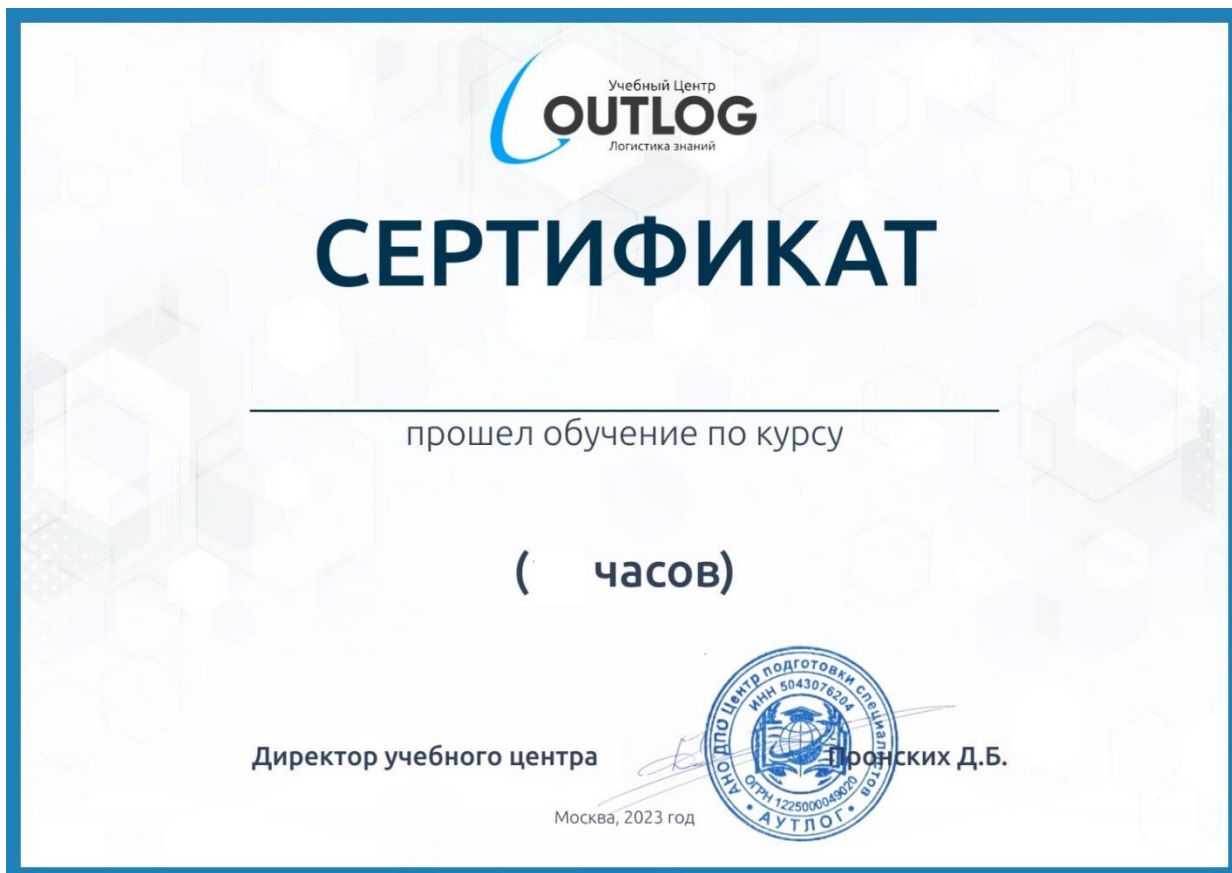 Учебный Центр
OUTLOG
Логистика знаний
СЕРТИФИКАТ
прошел обучение по курсу
( часов)
Директор учебного центра
Пронских Д.Б.
АНО ДПО Центр подготовки специалистов
ИНН 5043076204
ОГРН 1225000049020
• АУТЛОГ •
Москва, 2023 год